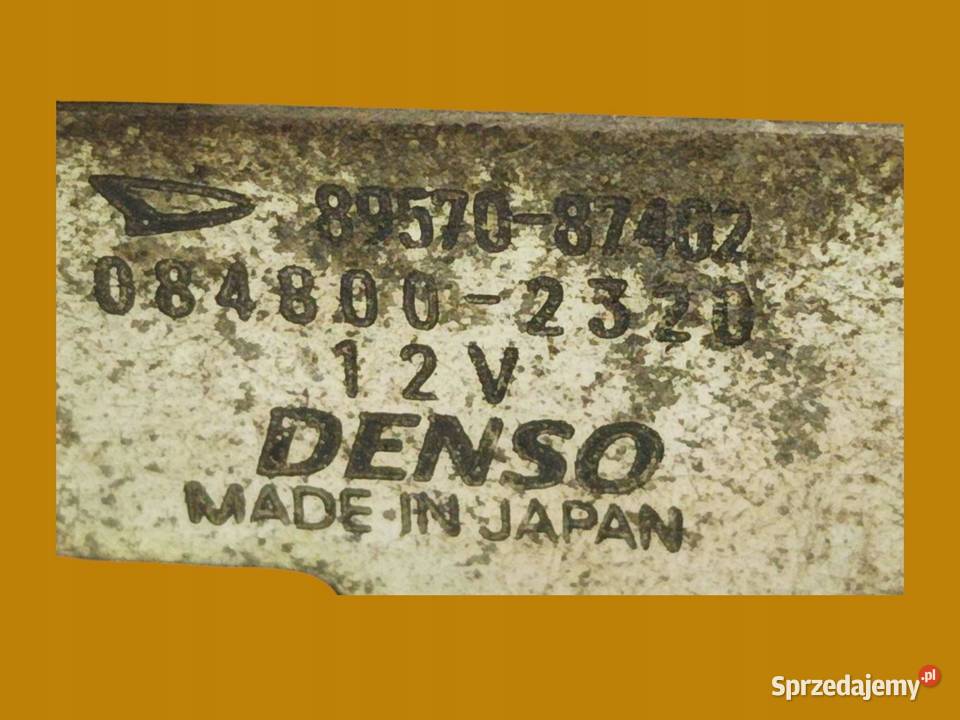 89570-87402
084800-2320
12V
DENSO
MADE IN JAPAN
Sprzedajemy.pl